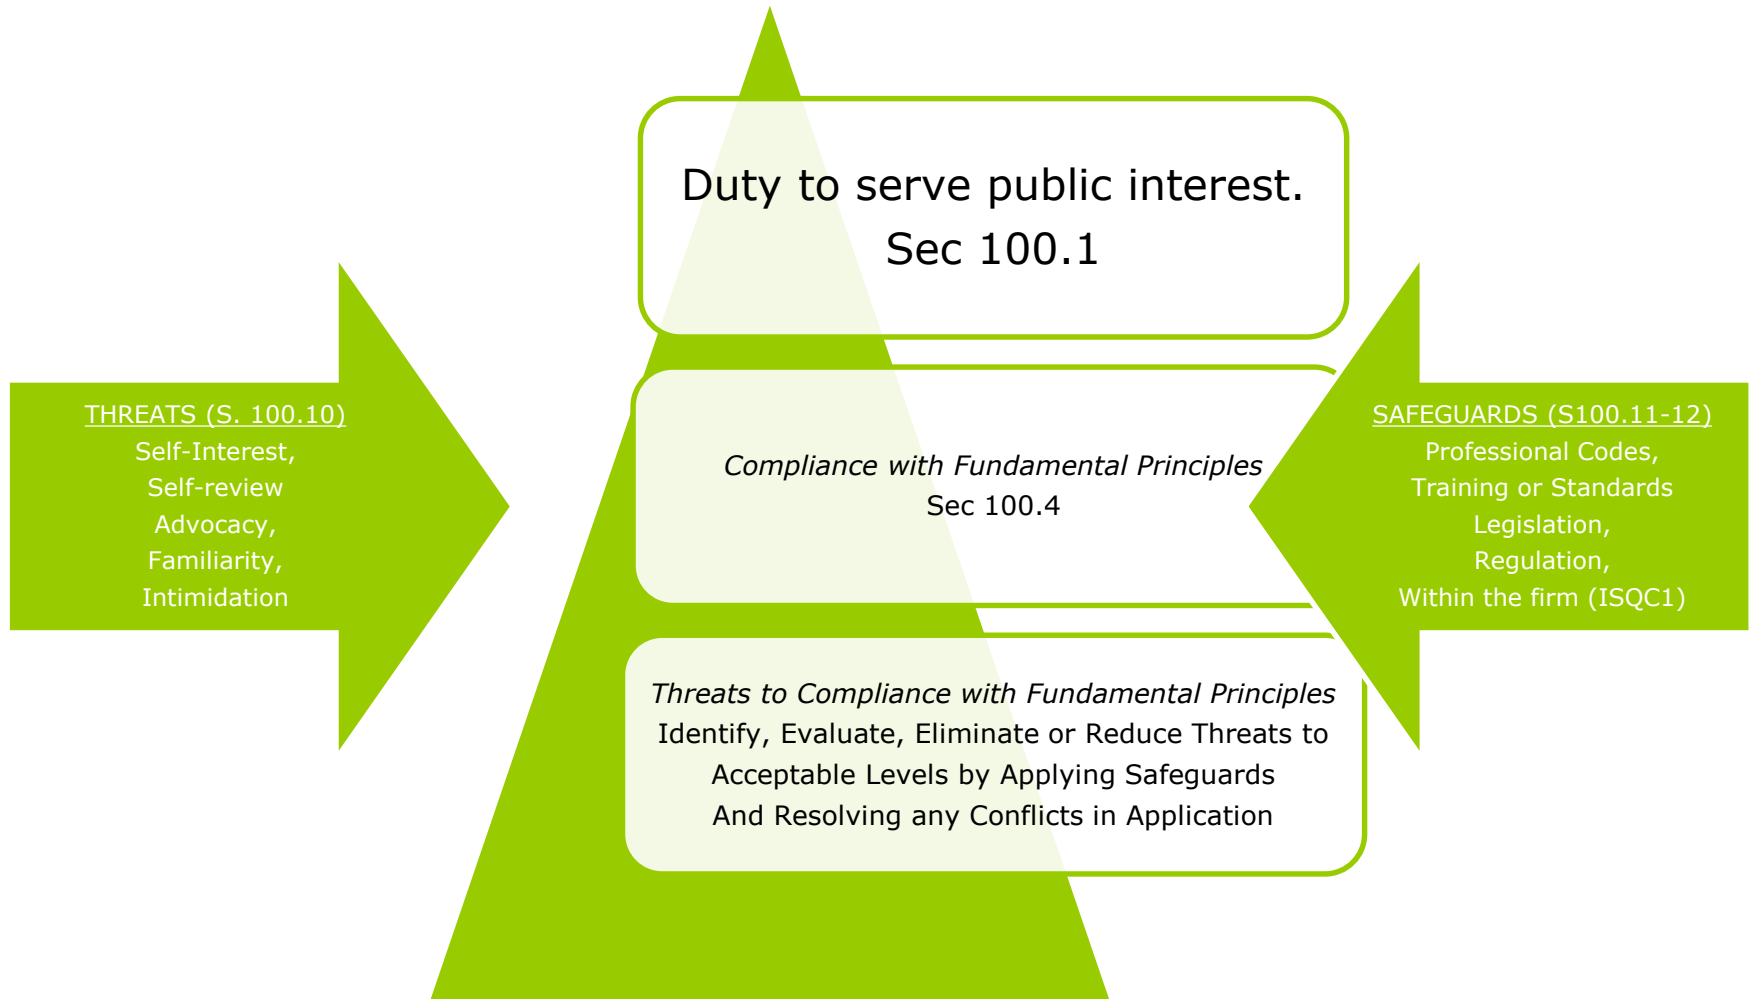 Duty to serve public interest.
Sec 100.1
THREATS (S. 100.10)
Self-Interest,
Self-review
Advocacy,
Familiarity,
Intimidation
Compliance with Fundamental Principles
Sec 100.4
SAFEGUARDS (S100.11-12)
Professional Codes,
Training or Standards
Legislation,
Regulation,
Within the firm (ISQC1)
Threats to Compliance with Fundamental Principles
Identify, Evaluate, Eliminate or Reduce Threats to
Acceptable Levels by Applying Safeguards
And Resolving any Conflicts in Application